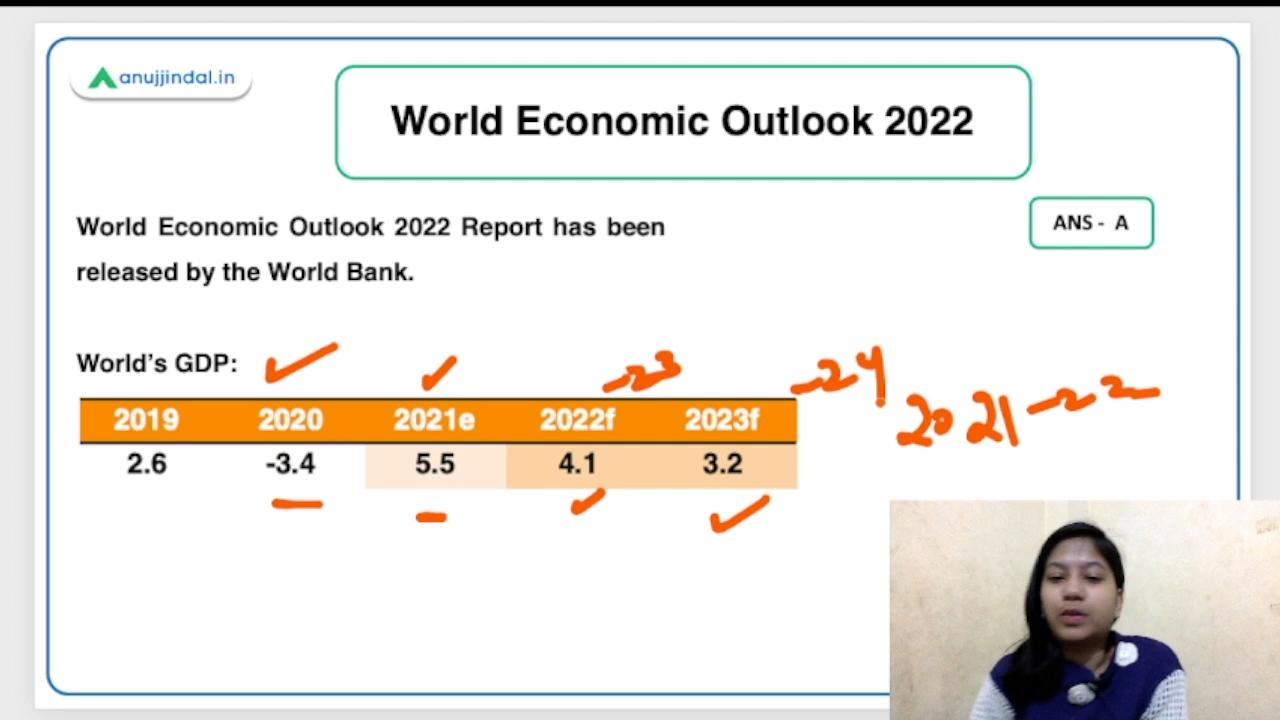 anujjindal.in
World Economic Outlook 2022
World Economic Outlook 2022 Report has been
released by the World Bank.
ANS - A
World's GDP:
-23
-24
2019 2020 2021e 2022f 2023f
2021-22
2.6 -3.4 5.5 4.1 3.2